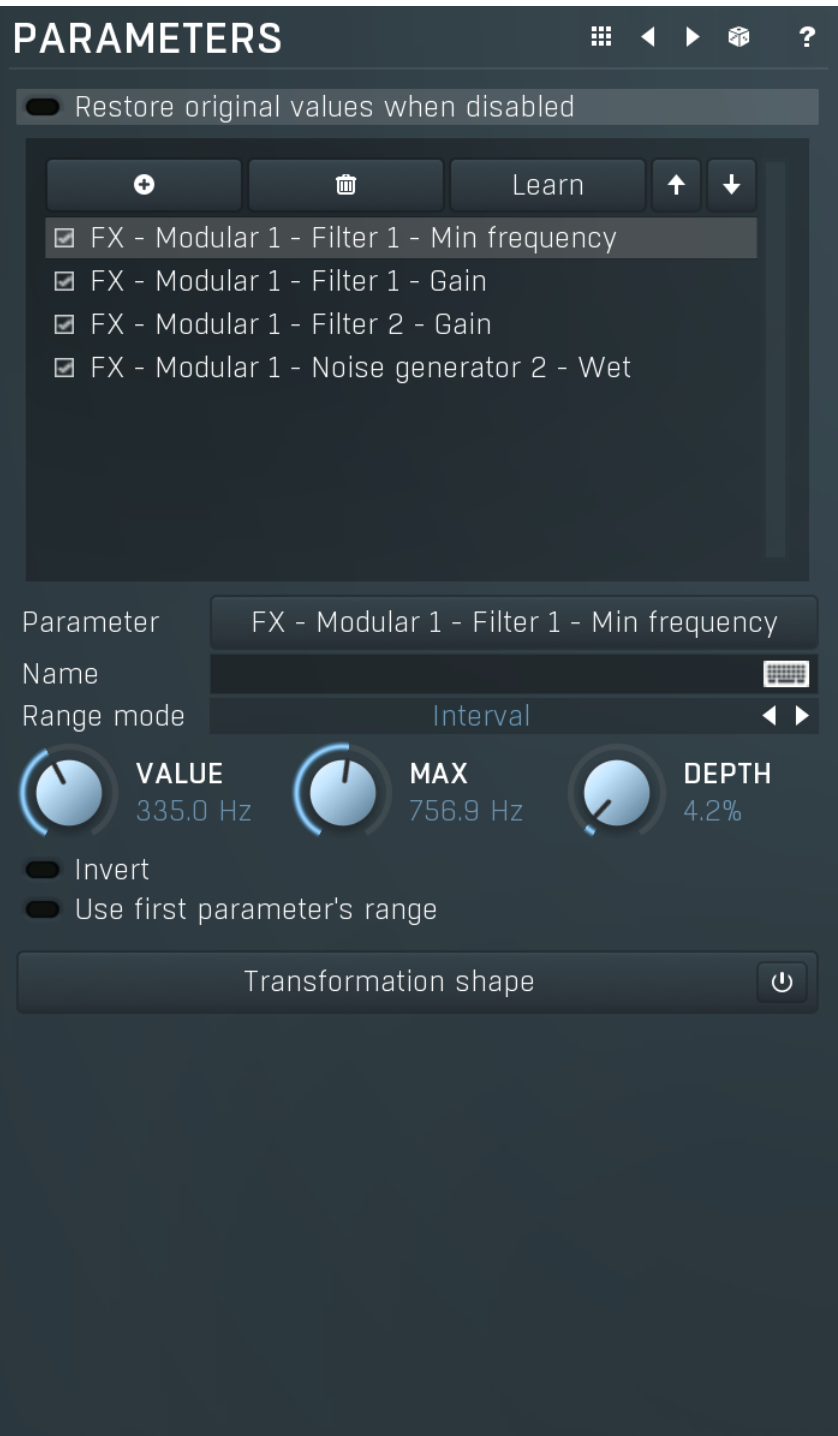 PARAMETERS ?
Restore original values when disabled
Learn
FX - Modular 1 - Filter 1 - Min frequency
FX - Modular 1 - Filter 1 - Gain
FX - Modular 1 - Filter 2 - Gain
FX - Modular 1 - Noise generator 2 - Wet
Parameter FX - Modular 1 - Filter 1 - Min frequency
Name
Range mode Interval
VALUE MAX DEPTH
335.0 Hz 756.9 Hz 4.2%
Invert
Use first parameter's range
Transformation shape